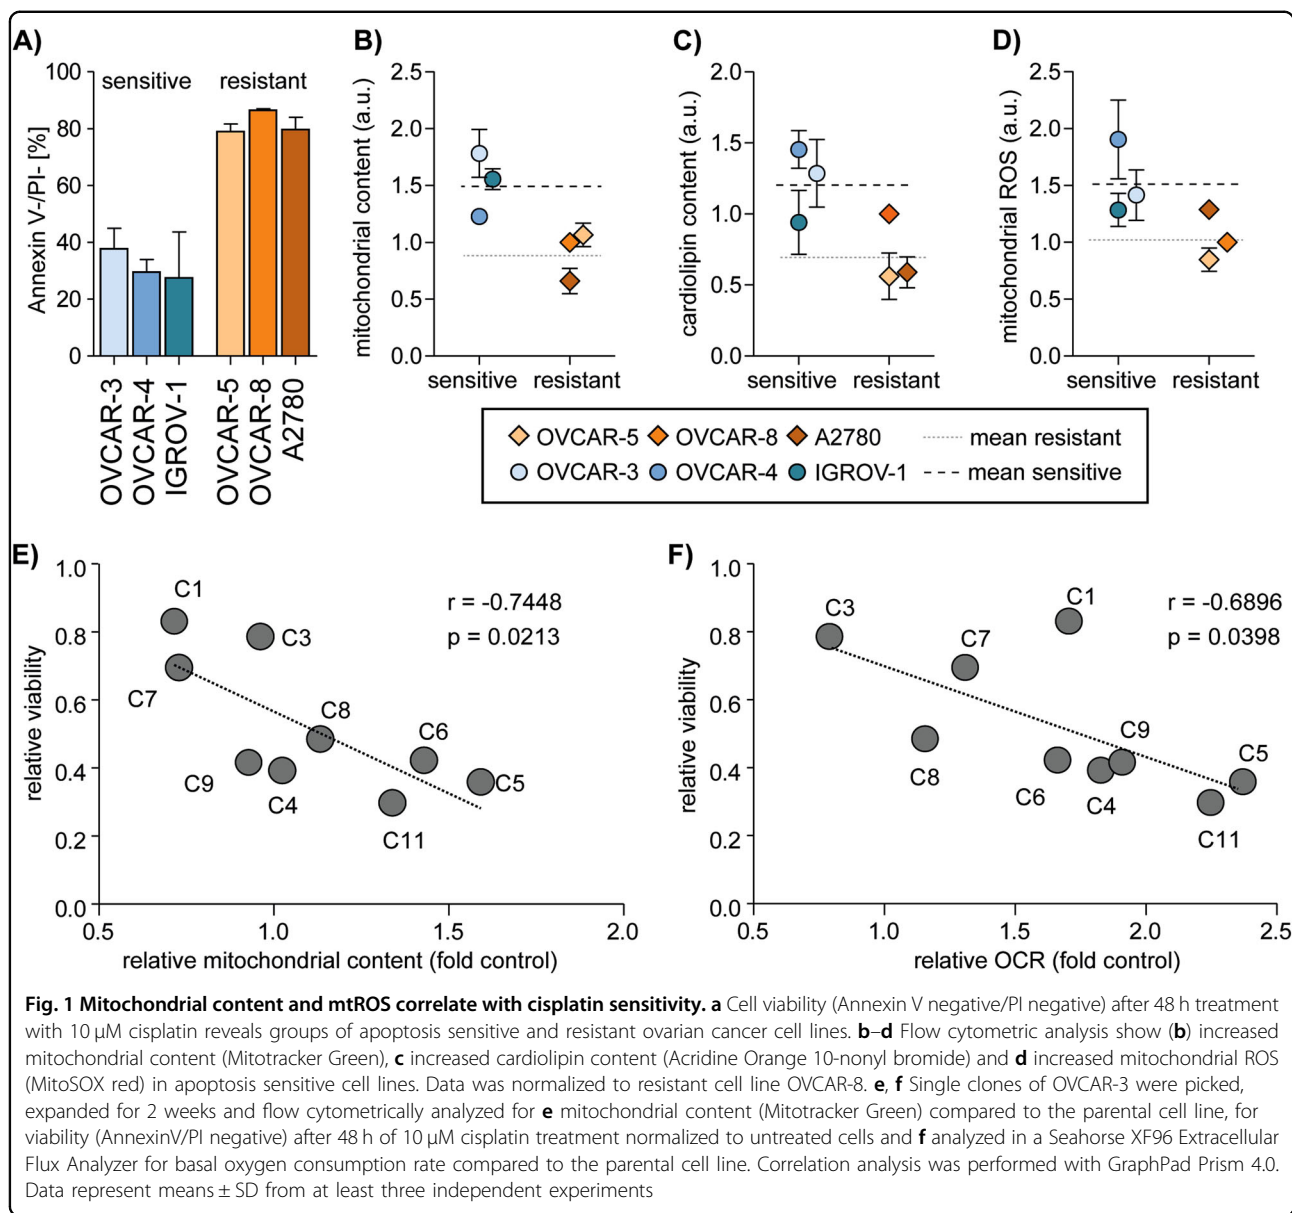 A)
sensitive resistant
Annexin V-/PI- [%]
100
80
60
40
20
0
OVCAR-3
OVCAR-4
IGROV-1
OVCAR-5
OVCAR-8
A2780
B)
mitochondrial content (a.u.)
2.5
2.0
1.5
1.0
0.5
0.0
sensitive resistant
C)
cardiolipin content (a.u.)
2.0
1.5
1.0
0.5
0.0
sensitive resistant
D)
mitochondrial ROS (a.u.)
2.5
2.0
1.5
1.0
0.5
0.0
sensitive resistant
OVCAR-5 OVCAR-8 A2780 mean resistant
OVCAR-3 OVCAR-4 IGROV-1 mean sensitive
E)
relative viability
1.0
0.8
0.6
0.4
0.2
0.0
C1
C3
C7
C8
C6
C9
C4
C5
C11
r = -0.7448
p = 0.0213
0.5 1.0 1.5 2.0
relative mitochondrial content (fold control)
F)
relative viability
1.0
0.8
0.6
0.4
0.2
0.0
C3
C1
C7
C8
C9
C6
C4
C5
C11
r = -0.6896
p = 0.0398
0.5 1.0 1.5 2.0 2.5
relative OCR (fold control)
Fig. 1 Mitochondrial content and mtROS correlate with cisplatin sensitivity. a Cell viability (Annexin V negative/PI negative) after 48 h treatment
with 10 µM cisplatin reveals groups of apoptosis sensitive and resistant ovarian cancer cell lines. b–d Flow cytometric analysis show (b) increased
mitochondrial content (Mitotracker Green), c increased cardiolipin content (Acridine Orange 10-nonyl bromide) and d increased mitochondrial ROS
(MitoSOX red) in apoptosis sensitive cell lines. Data was normalized to resistant cell line OVCAR-8. e, f Single clones of OVCAR-3 were picked,
expanded for 2 weeks and flow cytometrically analyzed for e mitochondrial content (Mitotracker Green) compared to the parental cell line, for
viability (AnnexinV/PI negative) after 48 h of 10 µM cisplatin treatment normalized to untreated cells and f analyzed in a Seahorse XF96 Extracellular
Flux Analyzer for basal oxygen consumption rate compared to the parental cell line. Correlation analysis was performed with GraphPad Prism 4.0.
Data represent means ± SD from at least three independent experiments